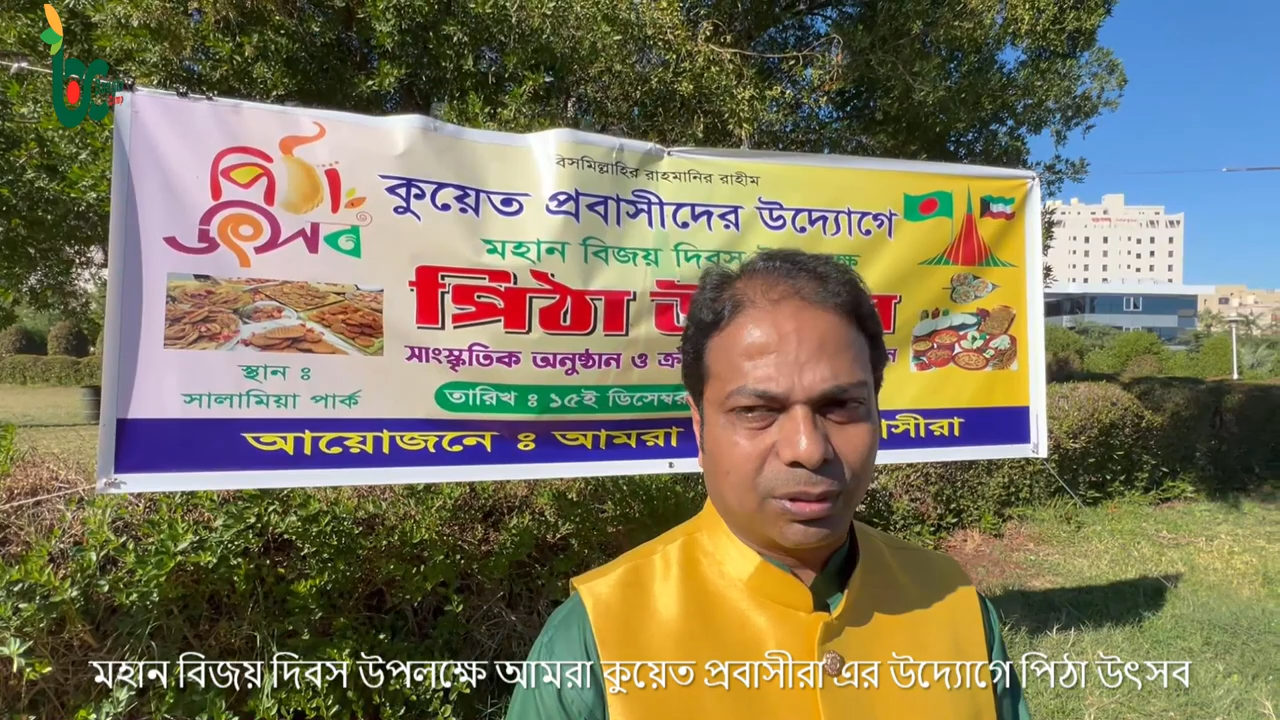 বসমিল্লাহির রাহমানির রাহীম
পিঠা
উৎসব
কুয়েত প্রবাসীদের উদ্যোগে
মহান বিজয় দিবস
পিঠা
সাংস্কৃতিক অনুষ্ঠান ও
স্থান ঃ
সালামিয়া পার্ক
তারিখ ঃ ১৫ই ডিসেম্বর
আয়োজনে ঃ আমরা
মহান বিজয় দিবস উপলক্ষে আমরা কুয়েত প্রবাসীরা এর উদ্যোগে পিঠা উৎসব